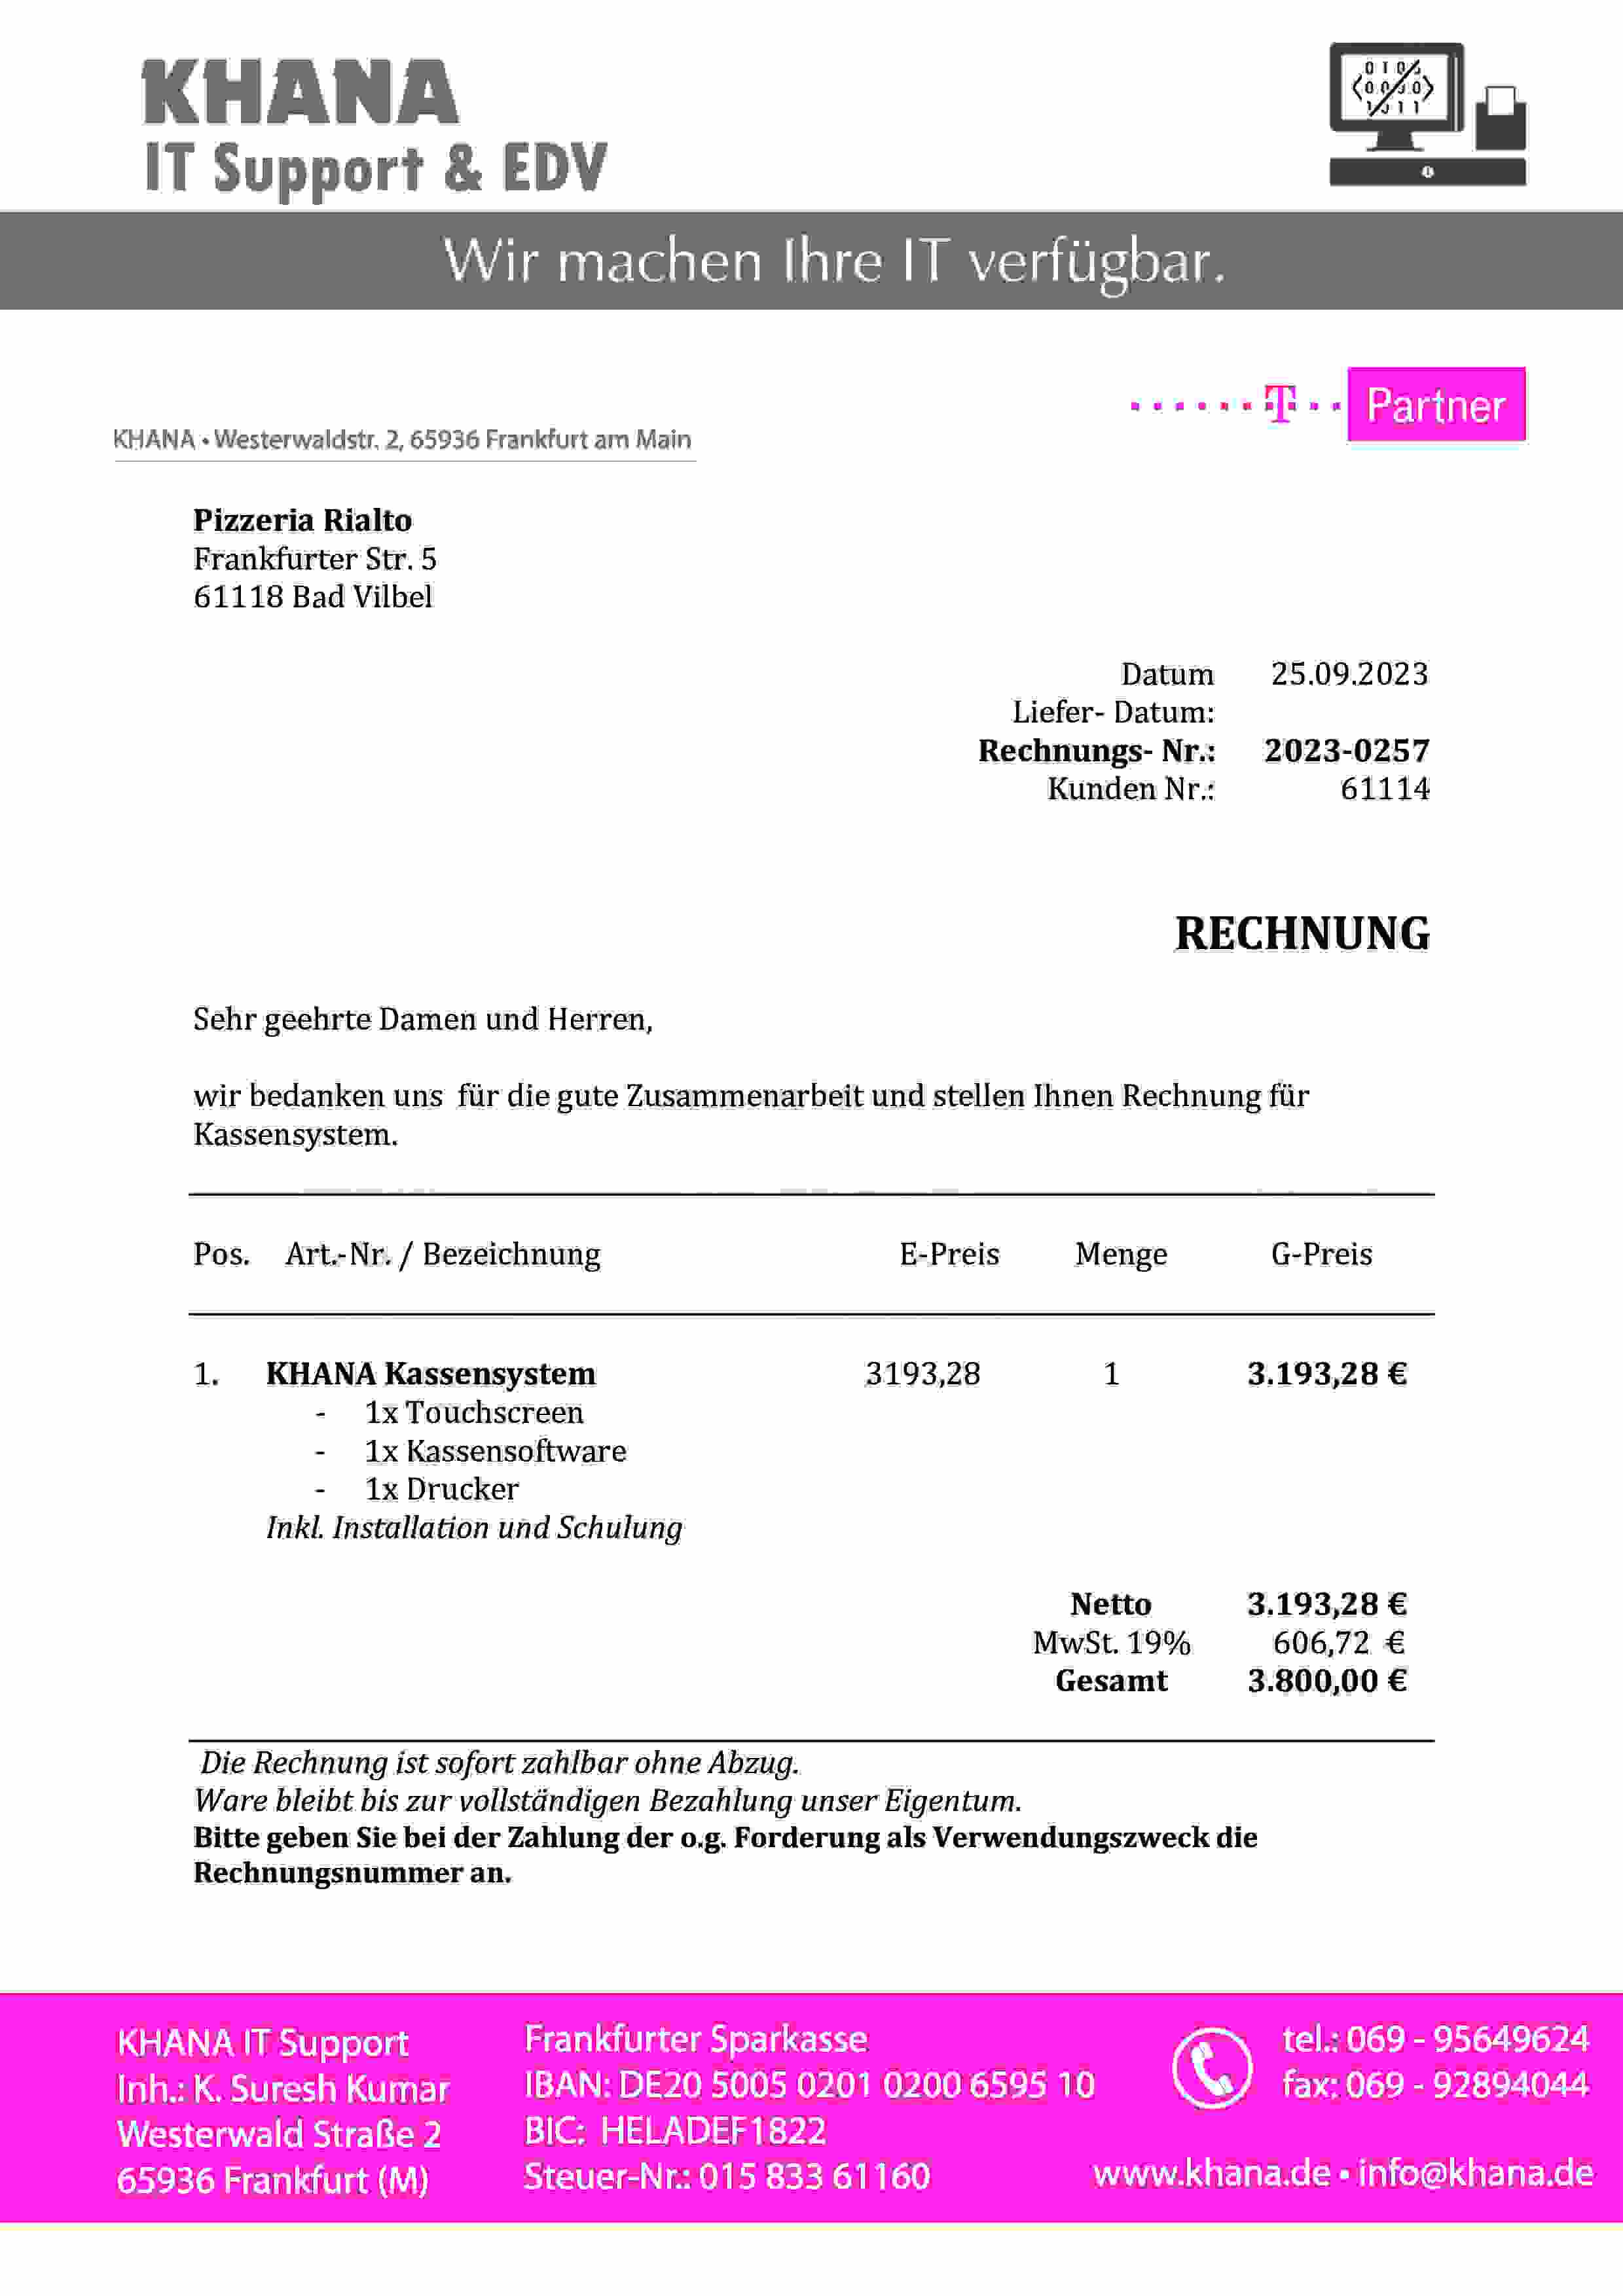 KHANA
IT Support & EDV
Wir machen Ihre IT verfügbar.
T Partner
KHANA • Westerwaldstr. 2, 65936 Frankfurt am Main
Pizzeria Rialto
Frankfurter Str. 5
61118 Bad Vilbel
Datum 25.09.2023
Liefer- Datum:
Rechnungs- Nr.: 2023-0257
Kunden Nr.: 61114
RECHNUNG
Sehr geehrte Damen und Herren,
wir bedanken uns für die gute Zusammenarbeit und stellen Ihnen Rechnung für
Kassensystem.
Pos. Art.-Nr. / Bezeichnung E-Preis Menge G-Preis
1. KHANA Kassensystem 3193,28 1 3.193,28 €
- 1x Touchscreen
- 1x Kassensoftware
- 1x Drucker
Inkl. Installation und Schulung
Netto 3.193,28 €
MwSt. 19% 606,72 €
Gesamt 3.800,00 €
Die Rechnung ist sofort zahlbar ohne Abzug.
Ware bleibt bis zur vollständigen Bezahlung unser Eigentum.
Bitte geben Sie bei der Zahlung der o.g. Forderung als Verwendungszweck die
Rechnungsnummer an.
KHANA IT Support
Inh.: K. Suresh Kumar
Westerwald Straße 2
65936 Frankfurt (M)
Frankfurter Sparkasse
IBAN: DE20 5005 0201 0200 6595 10
BIC: HELADEF1822
Steuer-Nr.: 015 833 61160
tel.: 069 - 95649624
fax: 069 - 92894044
www.khana.de • info@khana.de